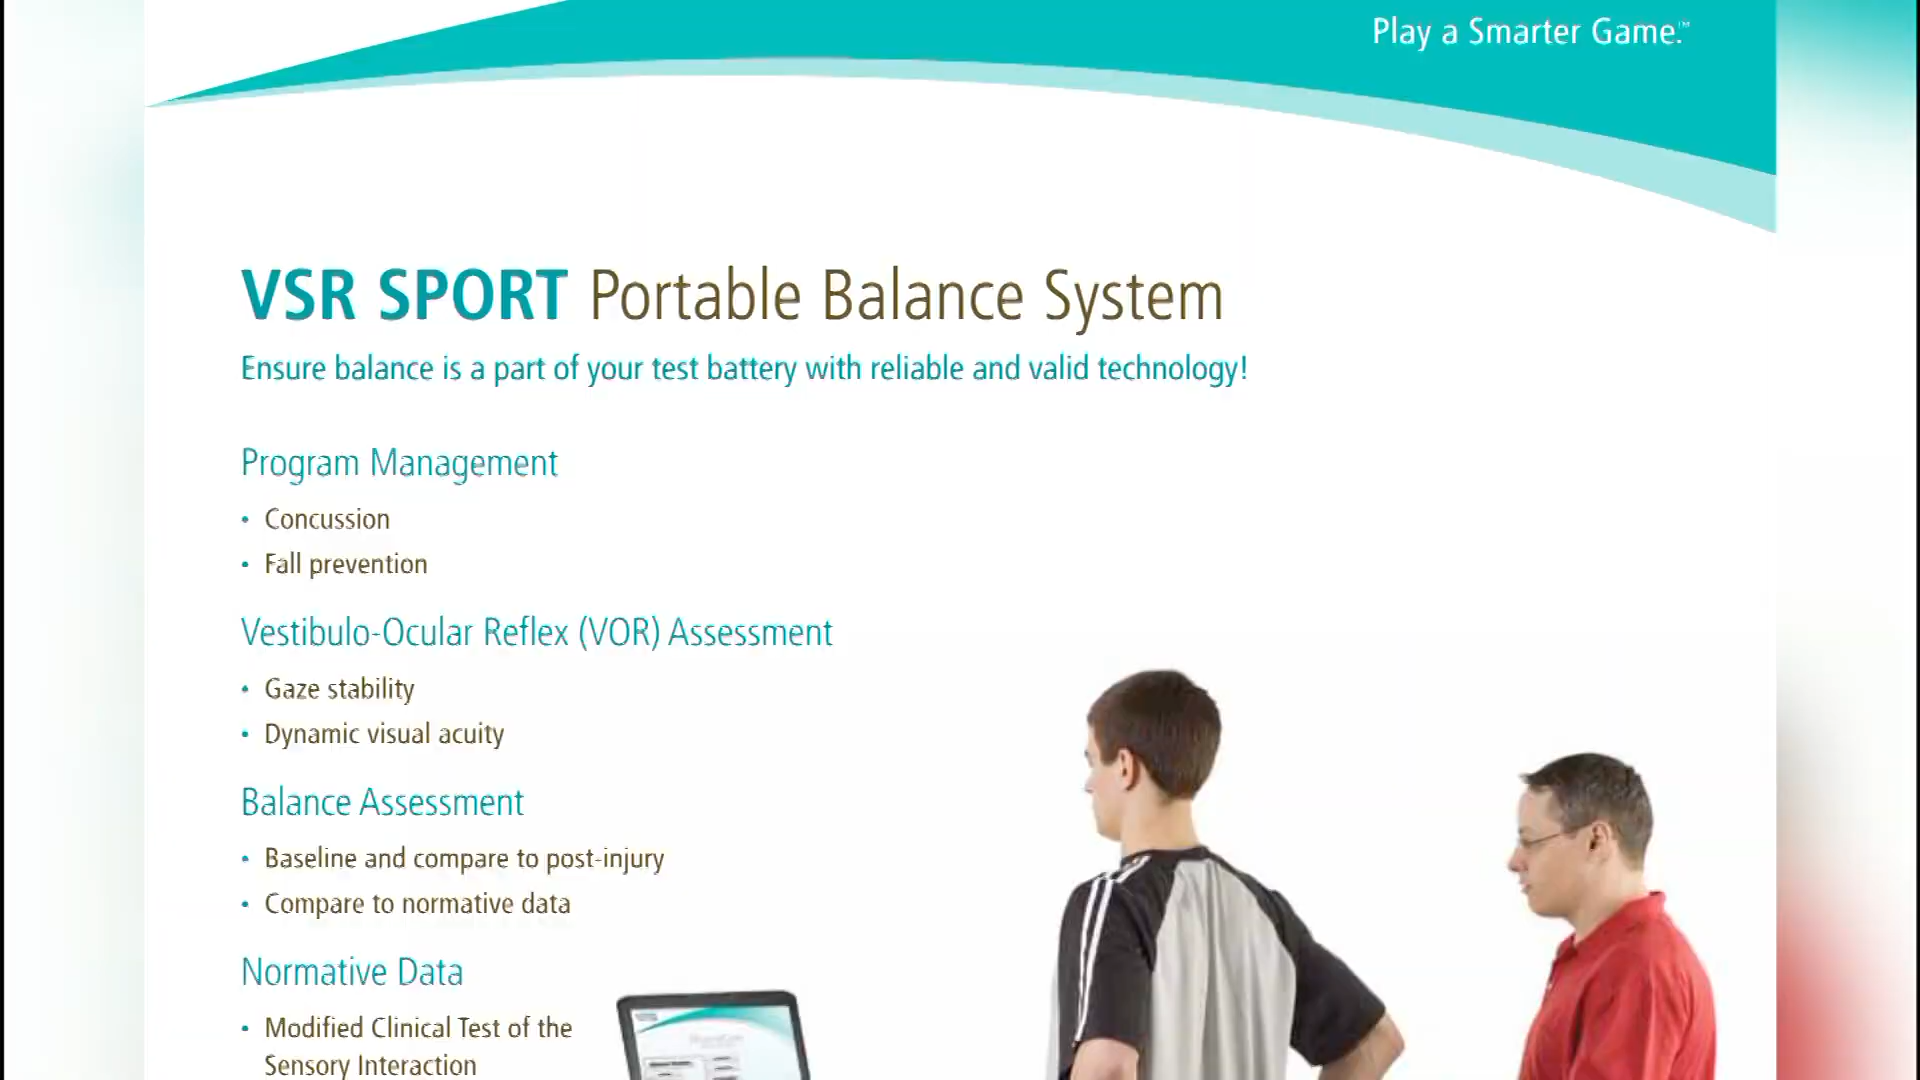 Play a Smarter Game.™
VSR SPORT Portable Balance System
Ensure balance is a part of your test battery with reliable and valid technology!
Program Management
• Concussion
• Fall prevention
Vestibulo-Ocular Reflex (VOR) Assessment
• Gaze stability
• Dynamic visual acuity
Balance Assessment
• Baseline and compare to post-injury
• Compare to normative data
Normative Data
• Modified Clinical Test of the
Sensory Interaction